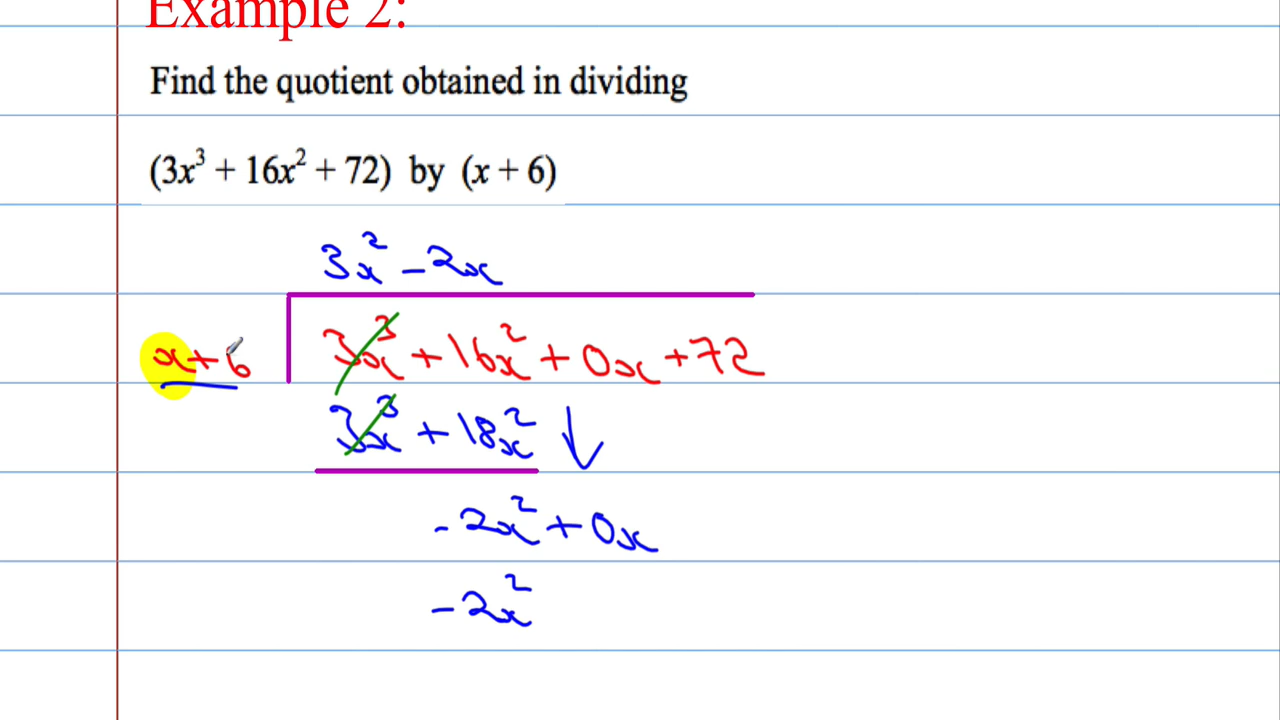 Example 2:
Find the quotient obtained in dividing
(3x³ + 16x² + 72) by (x + 6)
3x² - 2x
x+6 3x³ + 16x² + 0x + 72
3x³ + 18x² ↓
-2x² + 0x
-2x²